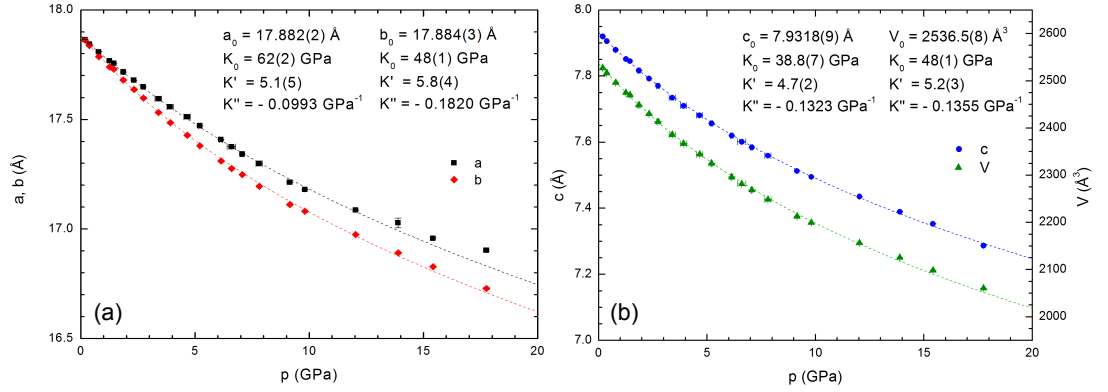 18.0
17.5
17.0
16.5
a, b (Å)
a₀ = 17.882(2) Å b₀ = 17.884(3) Å
K₀ = 62(2) GPa K₀ = 48(1) GPa
K' = 5.1(5) K' = 5.8(4)
K'' = - 0.0993 GPa⁻¹ K'' = - 0.1820 GPa⁻¹
a
b
(a)
0 5 10 15 20
p (GPa)
8.0
7.8
7.6
7.4
7.2
7.0
c (Å)
c₀ = 7.9318(9) Å V₀ = 2536.5(8) Å³
K₀ = 38.8(7) GPa K₀ = 48(1) GPa
K' = 4.7(2) K' = 5.2(3)
K'' = - 0.1323 GPa⁻¹ K'' = - 0.1355 GPa⁻¹
c
V
(b)
0 5 10 15 20
p (GPa)
2600
2500
2400
2300
2200
2100
2000
V (Å³)